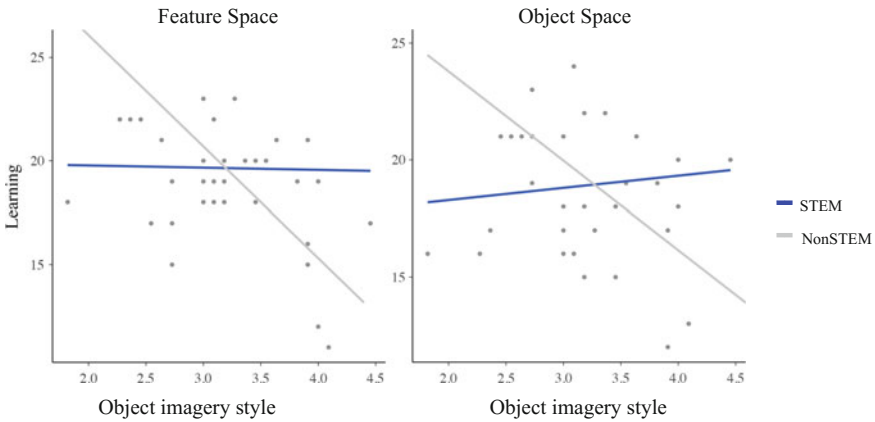 Feature Space
Object Space
25
20
15
Learning
2.0 2.5 3.0 3.5 4.0 4.5
Object imagery style
25
20
15
2.0 2.5 3.0 3.5 4.0 4.5
Object imagery style
STEM
NonSTEM